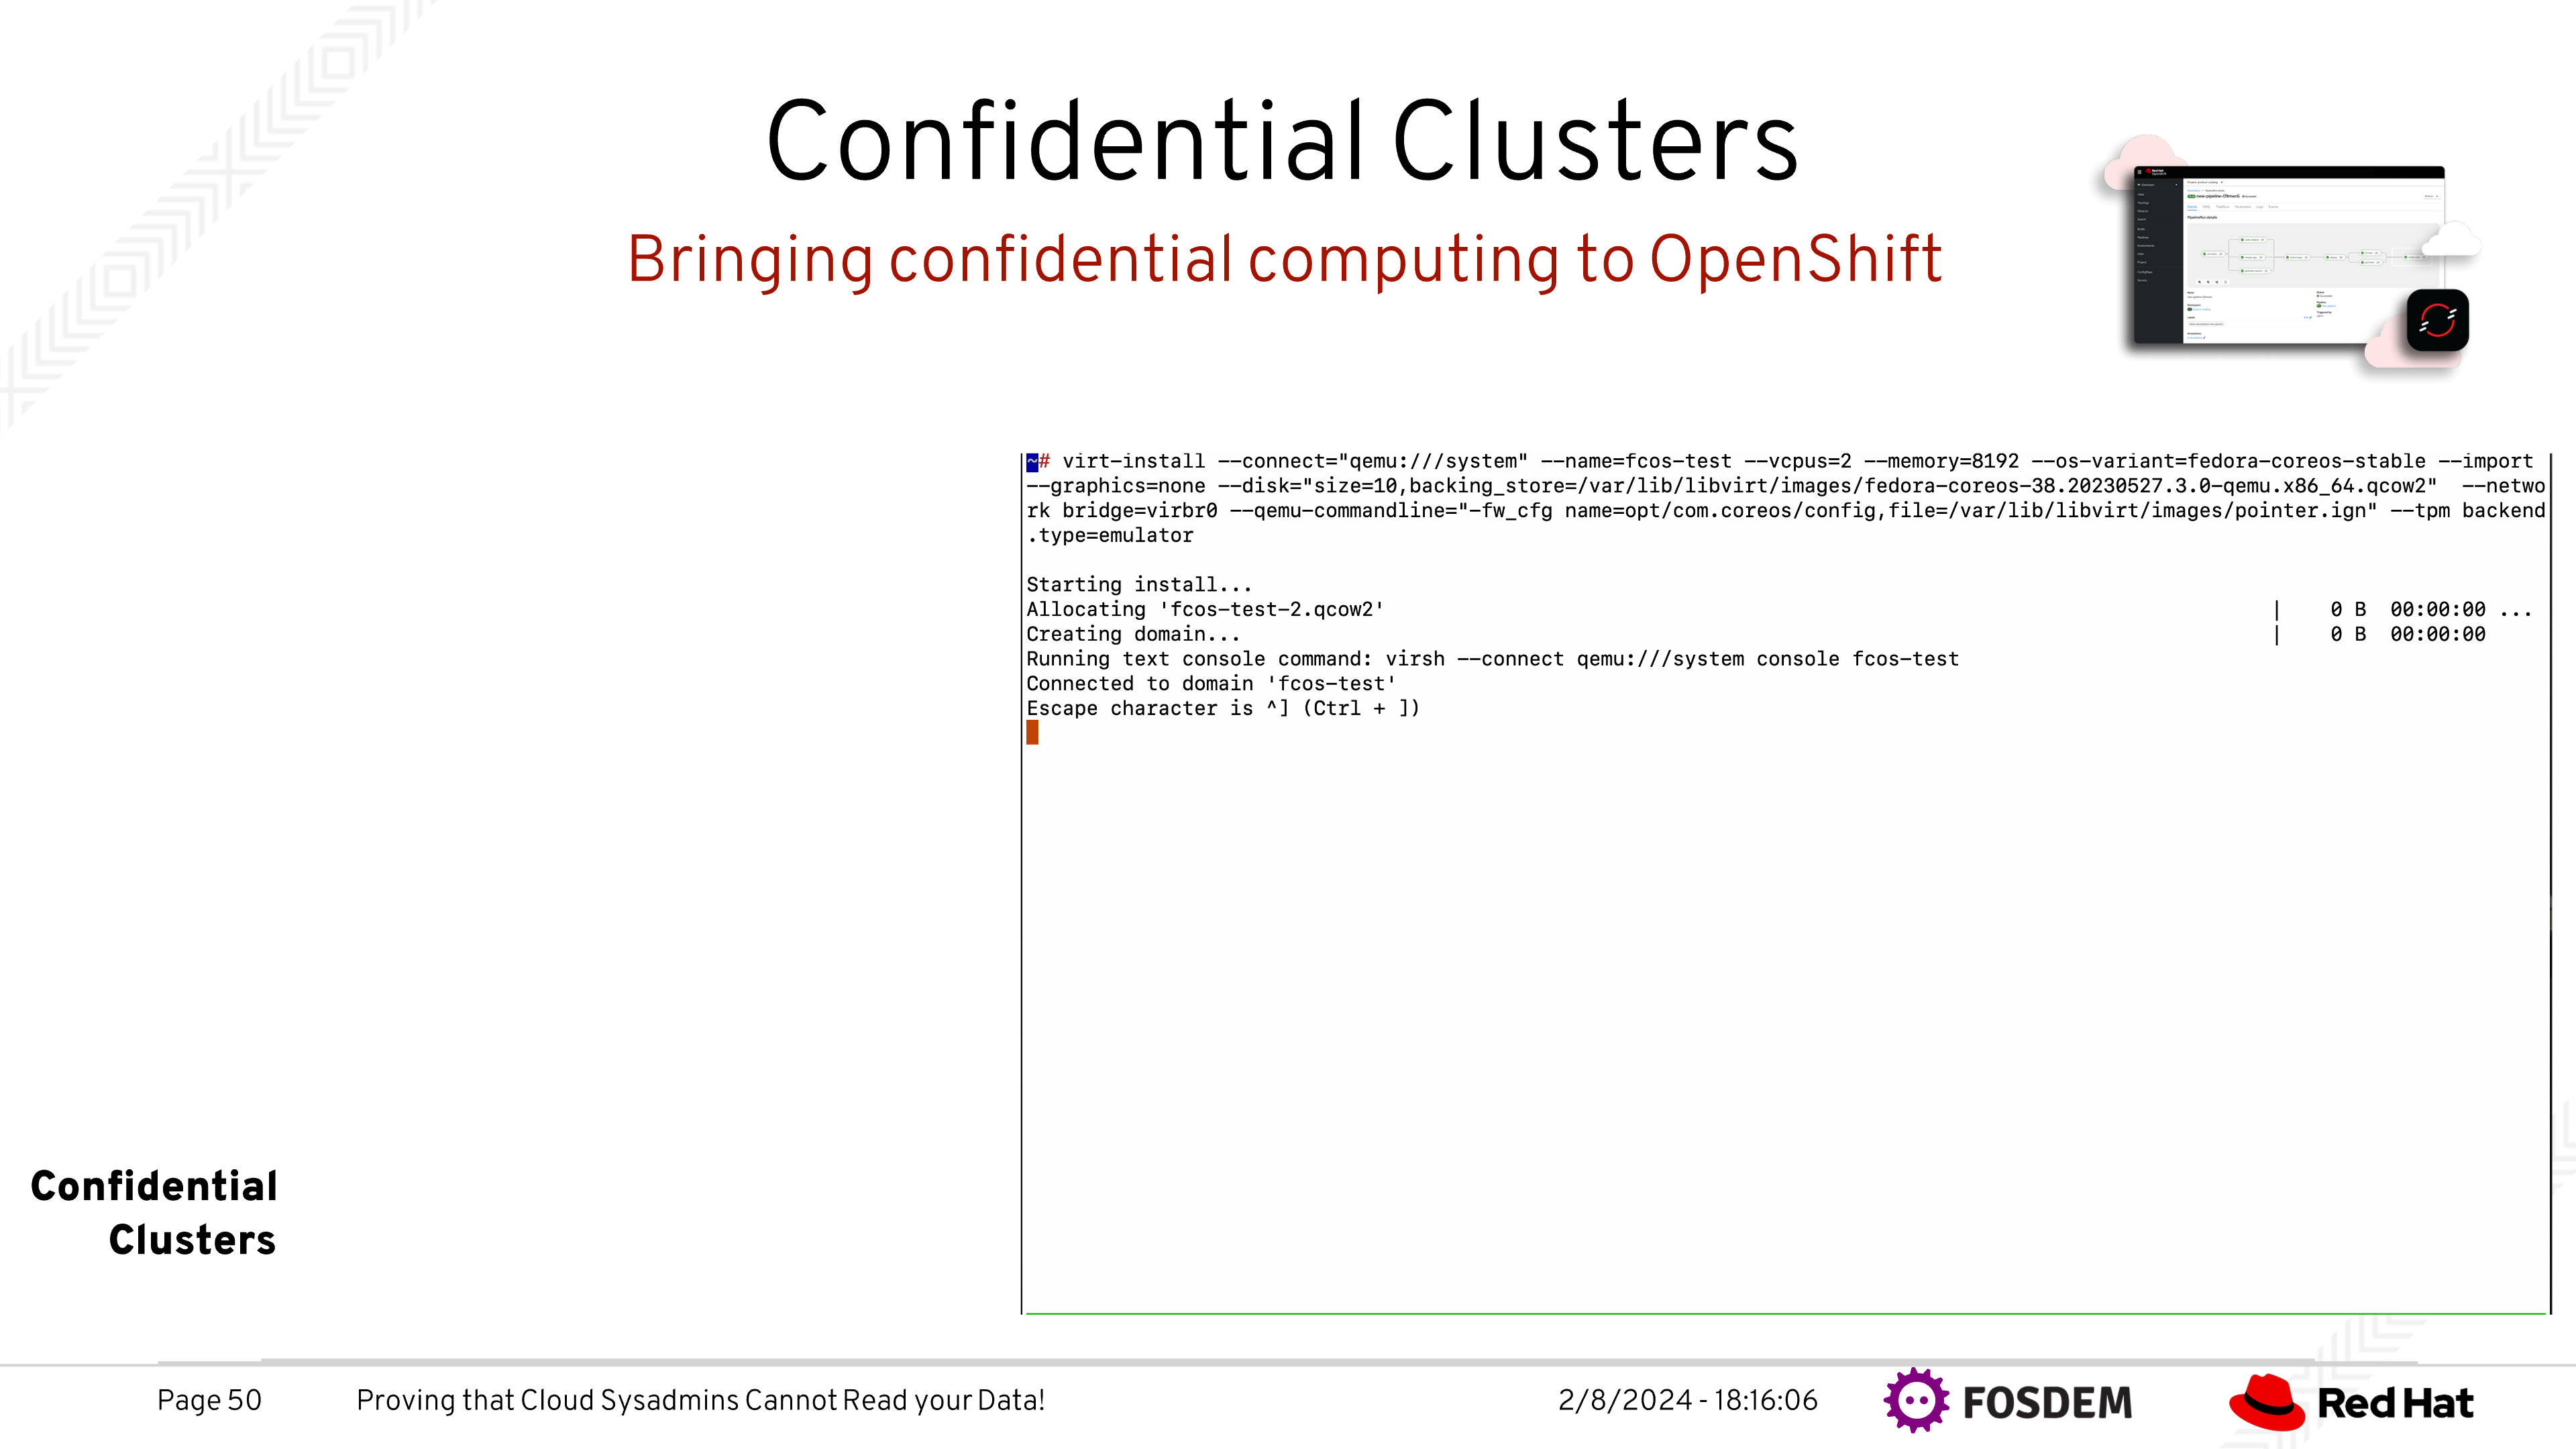 Confidential Clusters
Bringing confidential computing to OpenShift
~# virt-install --connect="qemu:///system" --name=fcos-test --vcpus=2 --memory=8192 --os-variant=fedora-coreos-stable --import
--graphics=none --disk="size=10,backing_store=/var/lib/libvirt/images/fedora-coreos-38.20230527.3.0-qemu.x86_64.qcow2"  --netwo
rk bridge=virbr0 --qemu-commandline="-fw_cfg name=opt/com.coreos/config,file=/var/lib/libvirt/images/pointer.ign" --tpm backend
.type=emulator
Starting install...
Allocating 'fcos-test-2.qcow2' | 0 B 00:00:00 ...
Creating domain... | 0 B 00:00:00
Running text console command: virsh --connect qemu:///system console fcos-test
Connected to domain 'fcos-test'
Escape character is ^] (Ctrl + ])
Confidential
Clusters
Page 50
Proving that Cloud Sysadmins Cannot Read your Data!
2/8/2024 - 18:16:06
FOSDEM
Red Hat